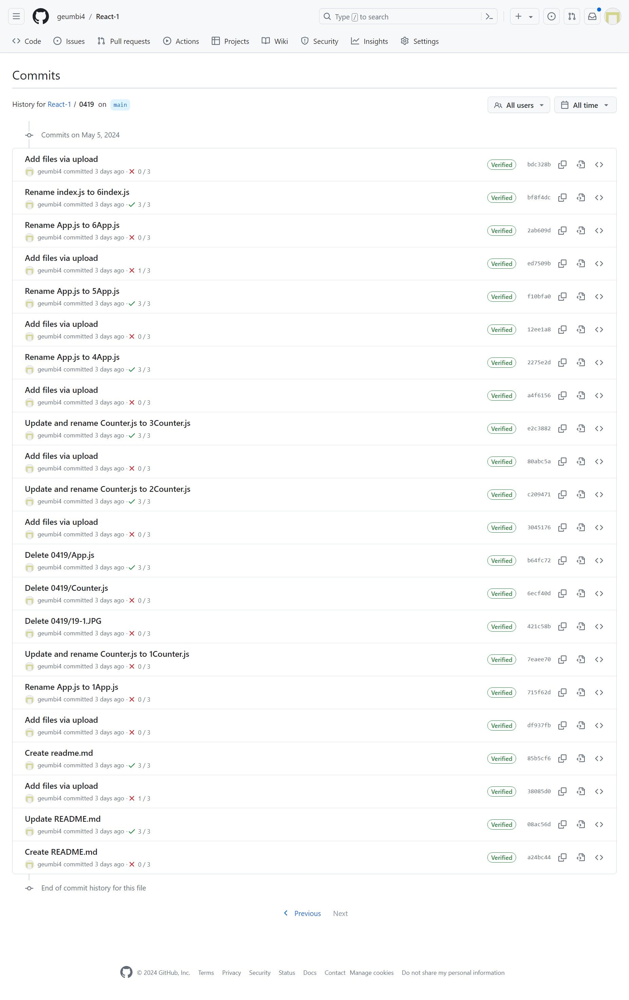 geumbi4 / React-1
Type / to search
Code Issues Pull requests Actions Projects Wiki Security Insights Settings
Commits
History for React-1 / 0419 on main
All users All time
Commits on May 5, 2024
Add files via upload
geumbi4 committed 3 days ago · 0 / 3
Verified bdc328b
Rename index.js to 6index.js
geumbi4 committed 3 days ago · 3 / 3
Verified bf8f4dc
Rename App.js to 6App.js
geumbi4 committed 3 days ago · 0 / 3
Verified 2ab609d
Add files via upload
geumbi4 committed 3 days ago · 1 / 3
Verified ed7509b
Rename App.js to 5App.js
geumbi4 committed 3 days ago · 3 / 3
Verified f10bfa0
Add files via upload
geumbi4 committed 3 days ago · 0 / 3
Verified 12ee1a8
Rename App.js to 4App.js
geumbi4 committed 3 days ago · 3 / 3
Verified 2275e2d
Add files via upload
geumbi4 committed 3 days ago · 0 / 3
Verified a4f6156
Update and rename Counter.js to 3Counter.js
geumbi4 committed 3 days ago · 3 / 3
Verified e2c3882
Add files via upload
geumbi4 committed 3 days ago · 0 / 3
Verified 80abc5a
Update and rename Counter.js to 2Counter.js
geumbi4 committed 3 days ago · 3 / 3
Verified c209471
Add files via upload
geumbi4 committed 3 days ago · 0 / 3
Verified 3045176
Delete 0419/App.js
geumbi4 committed 3 days ago · 3 / 3
Verified b64fc72
Delete 0419/Counter.js
geumbi4 committed 3 days ago · 0 / 3
Verified 6ecf40d
Delete 0419/19-1.JPG
geumbi4 committed 3 days ago · 0 / 3
Verified 421c58b
Update and rename Counter.js to 1Counter.js
geumbi4 committed 3 days ago · 0 / 3
Verified 7eaee70
Rename App.js to 1App.js
geumbi4 committed 3 days ago · 0 / 3
Verified 715f62d
Add files via upload
geumbi4 committed 3 days ago · 0 / 3
Verified df937fb
Create readme.md
geumbi4 committed 3 days ago · 3 / 3
Verified 85b5cf6
Add files via upload
geumbi4 committed 3 days ago · 1 / 3
Verified 38085d0
Update README.md
geumbi4 committed 3 days ago · 3 / 3
Verified 08ac56d
Create README.md
geumbi4 committed 3 days ago · 0 / 3
Verified a24bc44
End of commit history for this file
Previous Next
© 2024 GitHub, Inc. Terms Privacy Security Status Docs Contact Manage cookies Do not share my personal information